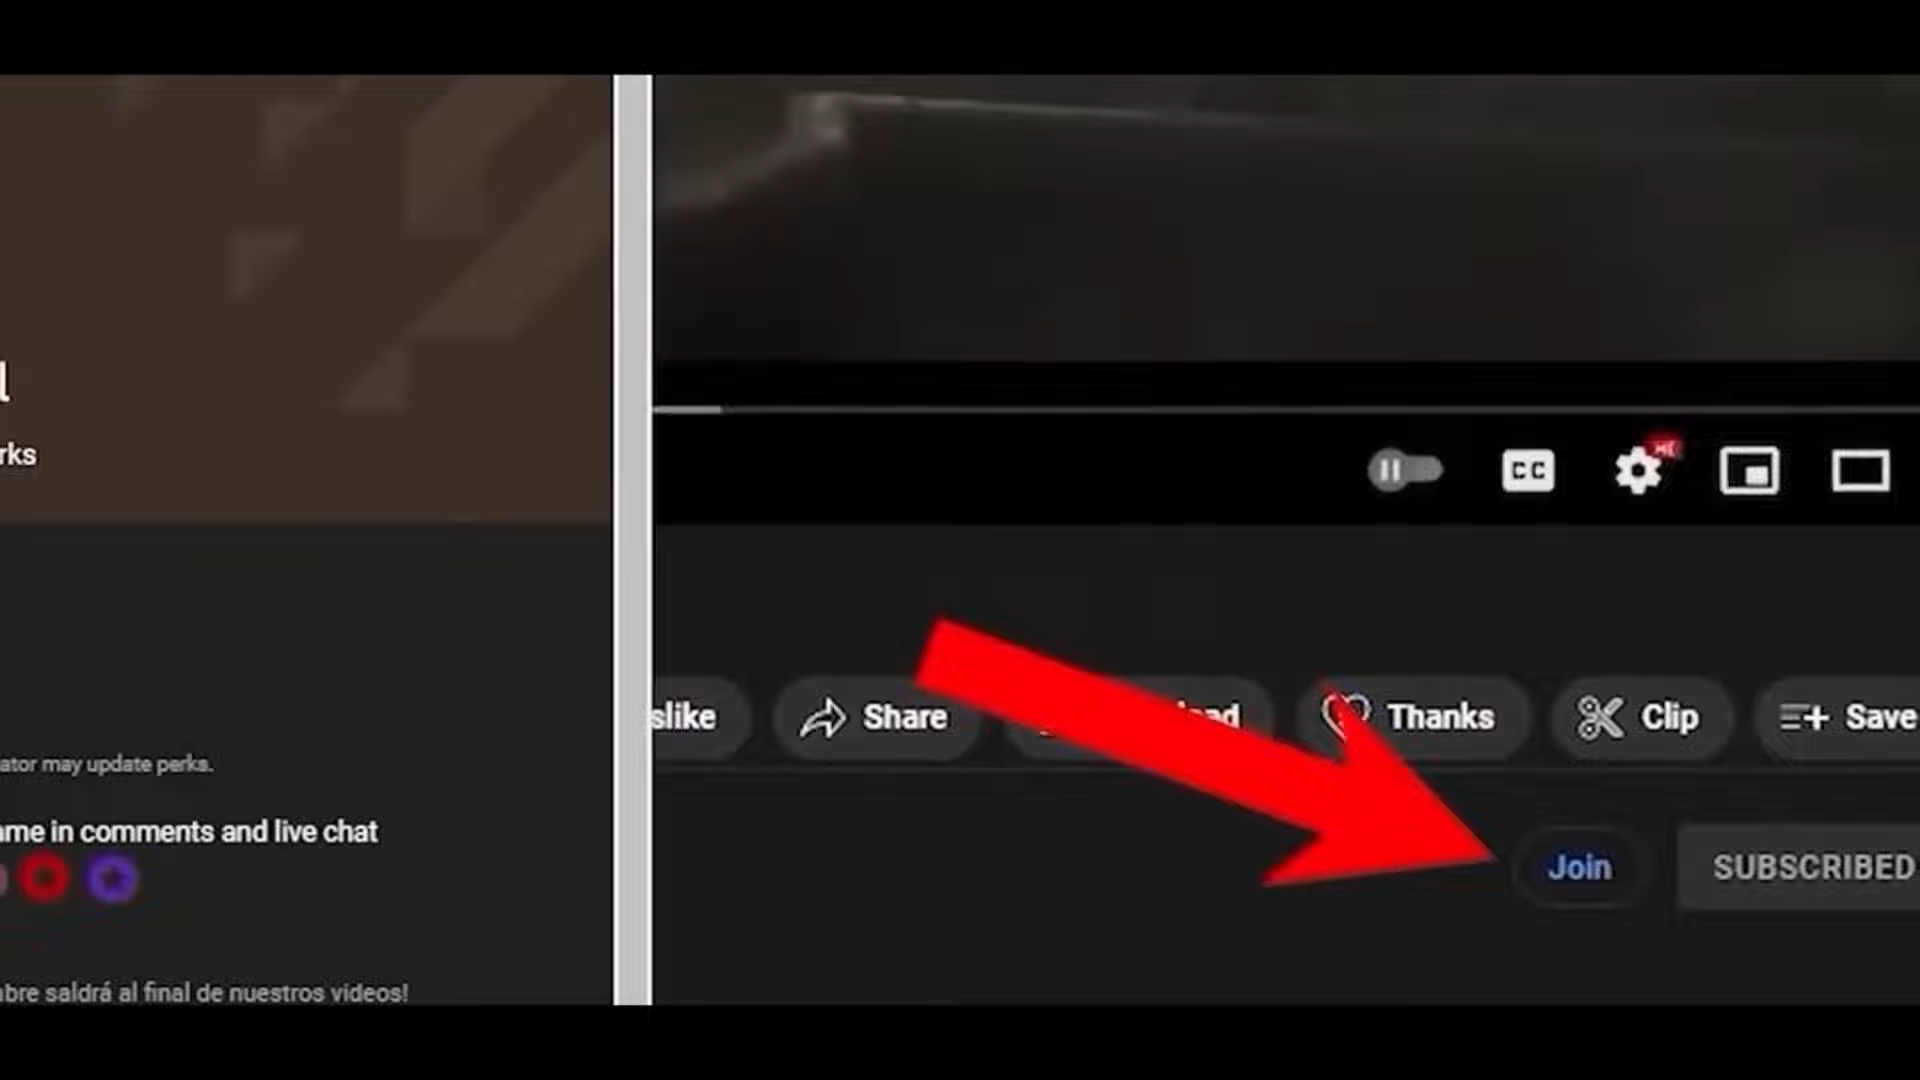 rks
ator may update perks.
ame in comments and live chat
bre saldrá al final de nuestros videos!
CC
slike
Share
Thanks
Clip
Save
Join
SUBSCRIBED